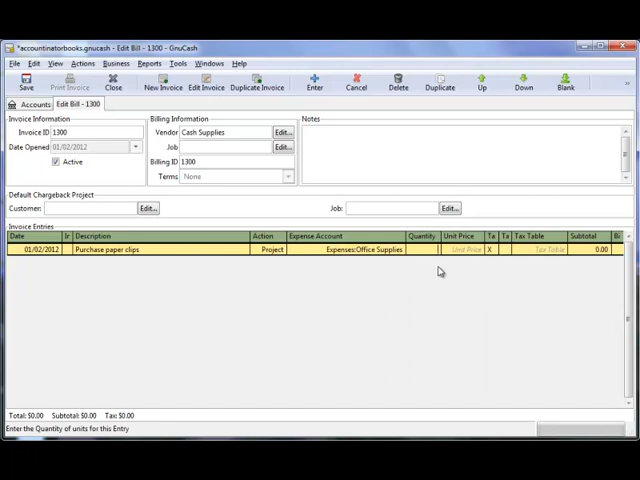 *accountinatorbooks.gnucash - Edit Bill - 1300 - GnuCash
File Edit View Actions Business Reports Tools Windows Help
Save Print Invoice Close New Invoice Edit Invoice Duplicate Invoice Enter Cancel Delete Duplicate Up Down Blank
Accounts Edit Bill - 1300
Invoice Information Billing Information Notes
Invoice ID 1300 Vendor Cash Supplies Edit...
Date Opened 01/02/2012 Job Edit...
Active Billing ID 1300
Terms None
Default Chargeback Project
Customer: Edit... Job: Edit...
Invoice Entries
Date Ir Description Action Expense Account Quantity Unit Price Ta Ta Tax Table Subtotal Bi
01/02/2012 Purchase paper clips Project Expenses:Office Supplies Unit Price X Tax Table 0.00
Total: $0.00 Subtotal: $0.00 Tax: $0.00
Enter the Quantity of units for this Entry